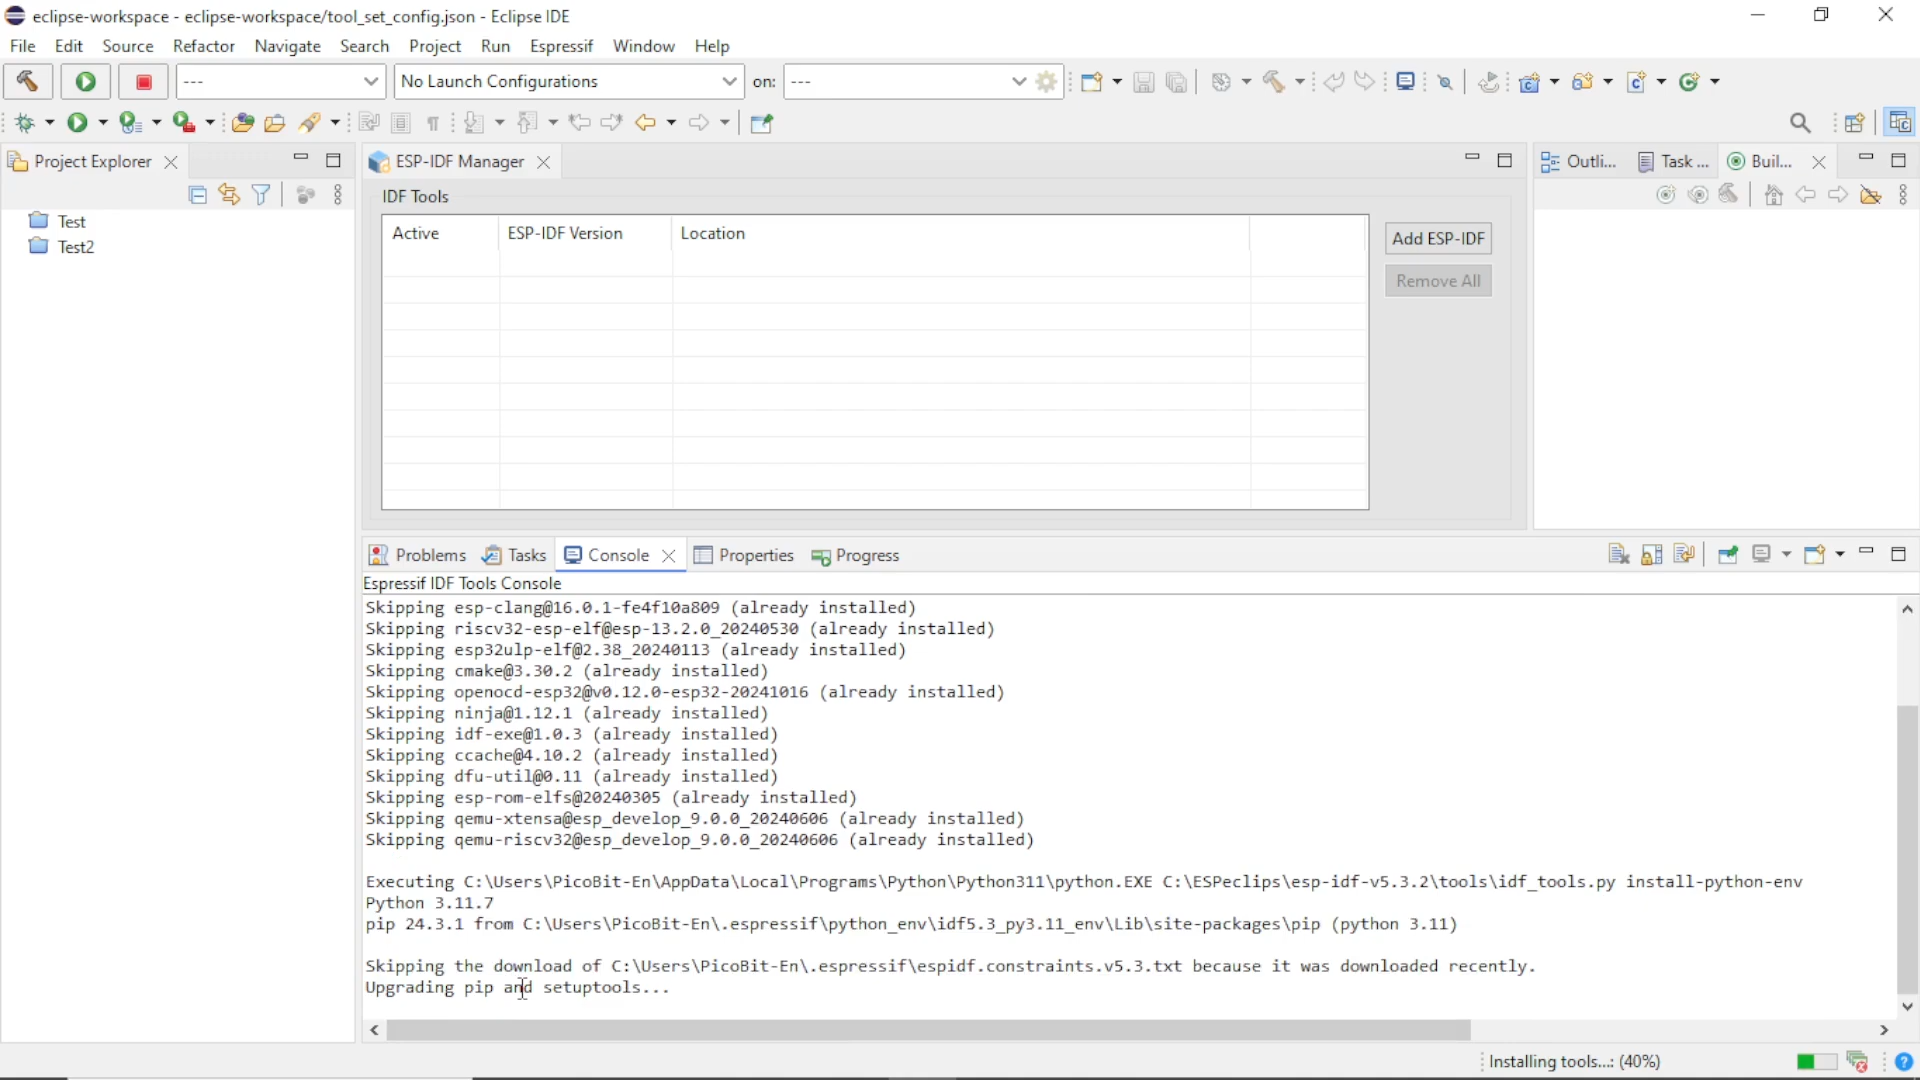 eclipse-workspace - eclipse-workspace/tool_set_config.json - Eclipse IDE
File Edit Source Refactor Navigate Search Project Run Espressif Window Help
--- No Launch Configurations on: ---
Project Explorer
Test
Test2
ESP-IDF Manager
IDF Tools
Active ESP-IDF Version Location
Add ESP-IDF
Remove All
Outli... Task ... Buil...
Problems Tasks Console Properties Progress
Espressif IDF Tools Console
Skipping esp-clang@16.0.1-fe4f10a809 (already installed)
Skipping riscv32-esp-elf@esp-13.2.0_20240530 (already installed)
Skipping esp32ulp-elf@2.38_20240113 (already installed)
Skipping cmake@3.30.2 (already installed)
Skipping openocd-esp32@v0.12.0-esp32-20241016 (already installed)
Skipping ninja@1.12.1 (already installed)
Skipping idf-exe@1.0.3 (already installed)
Skipping ccache@4.10.2 (already installed)
Skipping dfu-util@0.11 (already installed)
Skipping esp-rom-elfs@20240305 (already installed)
Skipping qemu-xtensa@esp_develop_9.0.0_20240606 (already installed)
Skipping qemu-riscv32@esp_develop_9.0.0_20240606 (already installed)
Executing C:\Users\PicoBit-En\AppData\Local\Programs\Python\Python311\python.EXE C:\ESPeclips\esp-idf-v5.3.2\tools\idf_tools.py install-python-env
Python 3.11.7
pip 24.3.1 from C:\Users\PicoBit-En\.espressif\python_env\idf5.3_py3.11_env\Lib\site-packages\pip (python 3.11)
Skipping the download of C:\Users\PicoBit-En\.espressif\espidf.constraints.v5.3.txt because it was downloaded recently.
Upgrading pip and setuptools...
Installing tools...: (40%)